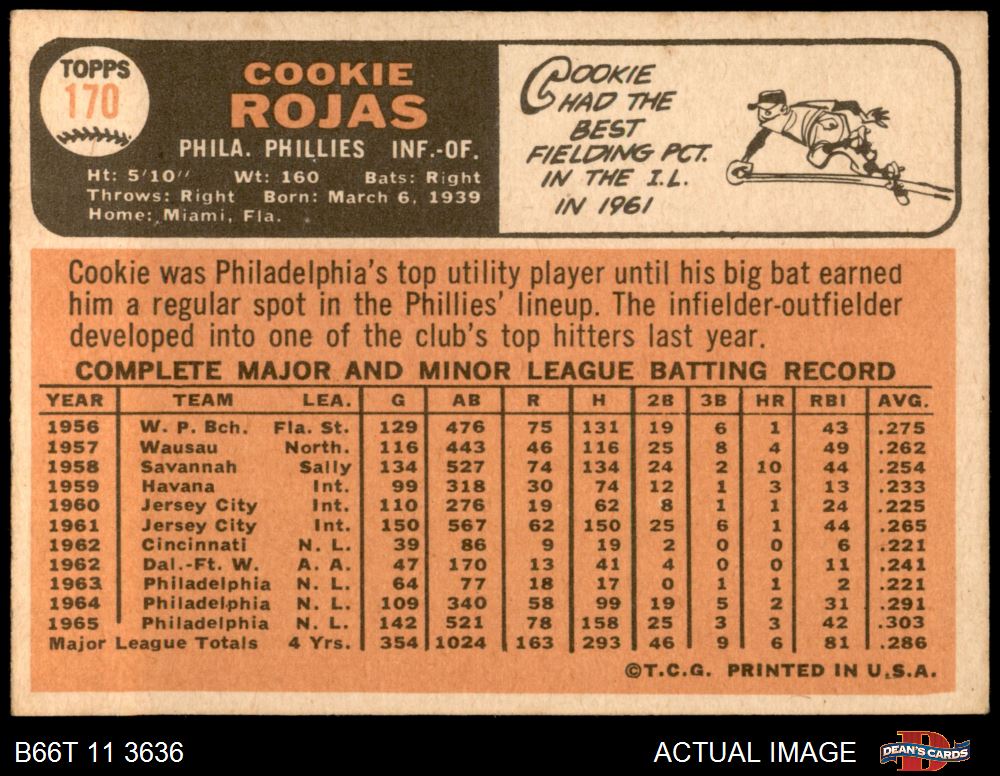 TOPPS
170
COOKIE
ROJAS
PHILA. PHILLIES INF.-OF.
Ht: 5'10" Wt: 160 Bats: Right
Throws: Right Born: March 6, 1939
Home: Miami, Fla.
COOKIE
HAD THE
BEST
FIELDING PCT.
IN THE I.L.
IN 1961
Cookie was Philadelphia's top utility player until his big bat earned
him a regular spot in the Phillies' lineup. The infielder-outfielder
developed into one of the club's top hitters last year.
COMPLETE MAJOR AND MINOR LEAGUE BATTING RECORD
YEAR TEAM LEA. G AB R H 2B 3B HR RBI AVG.
1956 W. P. Bch. Fla. St. 129 476 75 131 19 6 1 43 .275
1957 Wausau North. 116 443 46 116 25 8 4 49 .262
1958 Savannah Sally 134 527 74 134 24 2 10 44 .254
1959 Havana Int. 99 318 30 74 12 1 3 13 .233
1960 Jersey City Int. 110 276 19 62 8 1 1 24 .225
1961 Jersey City Int. 150 567 62 150 25 6 1 44 .265
1962 Cincinnati N. L. 39 86 9 19 2 0 0 6 .221
1962 Dal.-Ft. W. A. A. 47 170 13 41 4 0 0 11 .241
1963 Philadelphia N. L. 64 77 18 17 0 1 1 2 .221
1964 Philadelphia N. L. 109 340 58 99 19 5 2 31 .291
1965 Philadelphia N. L. 142 521 78 158 25 3 3 42 .303
Major League Totals 4 Yrs. 354 1024 163 293 46 9 6 81 .286
©T.C.G. PRINTED IN U.S.A.
B66T 11 3636 ACTUAL IMAGE DEAN'S CARDS